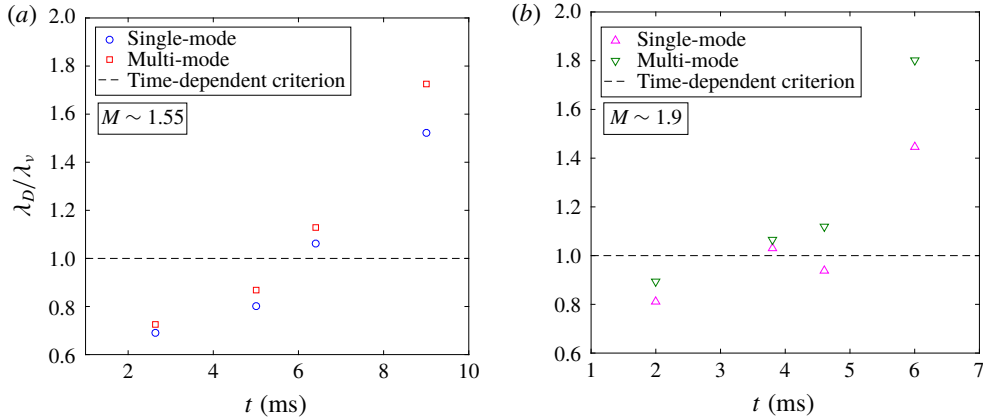 (a)
2.0
1.8
1.6
1.4
1.2
1.0
0.8
0.6
λD/λν
Single-mode
Multi-mode
Time-dependent criterion
M ∼ 1.55
2 4 6 8 10
t (ms)
(b)
2.0
1.8
1.6
1.4
1.2
1.0
0.8
0.6
Single-mode
Multi-mode
Time-dependent criterion
M ∼ 1.9
1 2 3 4 5 6 7
t (ms)